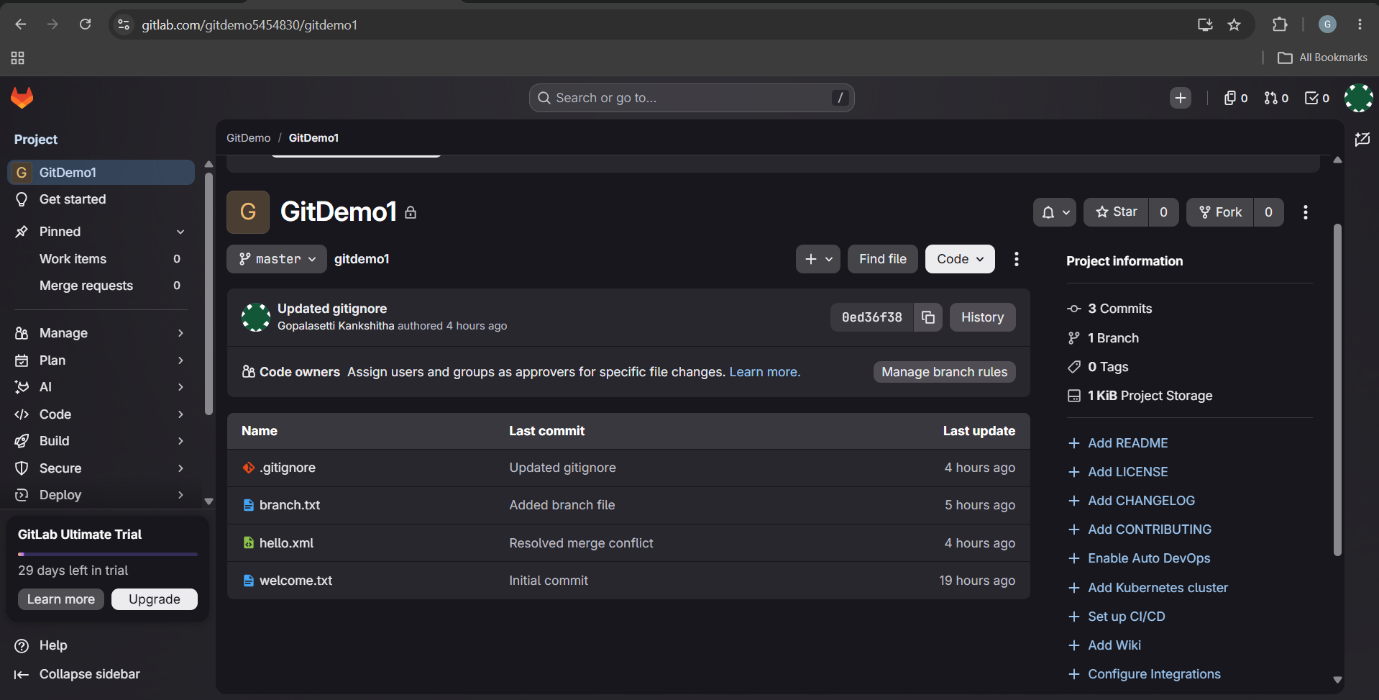 gitlab.com/gitdemo5454830/gitdemo1
G
All Bookmarks
Search or go to...
/
0
0
0
Project
G GitDemo1
Get started
Pinned
Work items 0
Merge requests 0
Manage
Plan
AI
Code
Build
Secure
Deploy
GitLab Ultimate Trial
29 days left in trial
Learn more Upgrade
Help
Collapse sidebar
GitDemo / GitDemo1
G GitDemo1
Star 0 Fork 0
master gitdemo1
Find file Code
Updated gitignore
Gopalasetti Kankshitha authored 4 hours ago
0ed36f38 History
Code owners Assign users and groups as approvers for specific file changes. Learn more.
Manage branch rules
Name Last commit Last update
.gitignore Updated gitignore 4 hours ago
branch.txt Added branch file 5 hours ago
hello.xml Resolved merge conflict 4 hours ago
welcome.txt Initial commit 19 hours ago
Project information
3 Commits
1 Branch
0 Tags
1 KiB Project Storage
+ Add README
+ Add LICENSE
+ Add CHANGELOG
+ Add CONTRIBUTING
+ Enable Auto DevOps
+ Add Kubernetes cluster
+ Set up CI/CD
+ Add Wiki
+ Configure Integrations